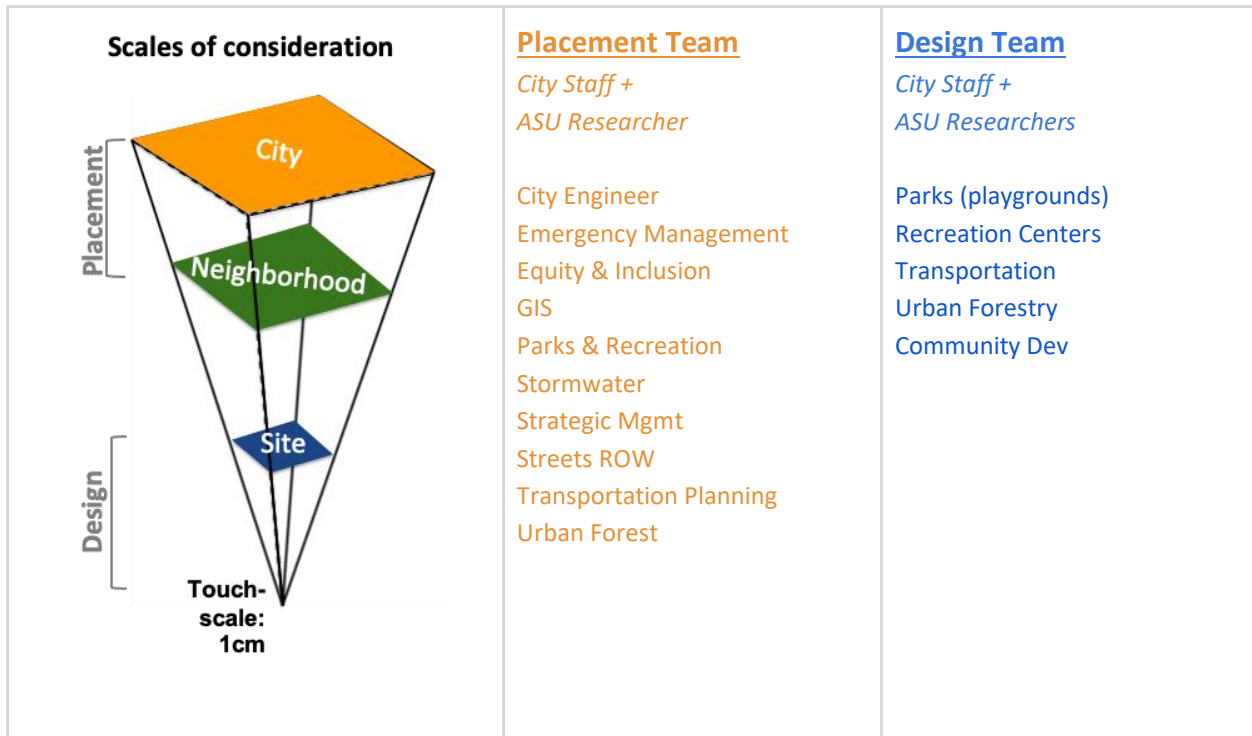 Scales of consideration
Placement
City
Neighborhood
Design
Site
Touch-
scale:
1cm
Placement Team
City Staff +
ASU Researcher
City Engineer
Emergency Management
Equity & Inclusion
GIS
Parks & Recreation
Stormwater
Strategic Mgmt
Streets ROW
Transportation Planning
Urban Forest
Design Team
City Staff +
ASU Researchers
Parks (playgrounds)
Recreation Centers
Transportation
Urban Forestry
Community Dev